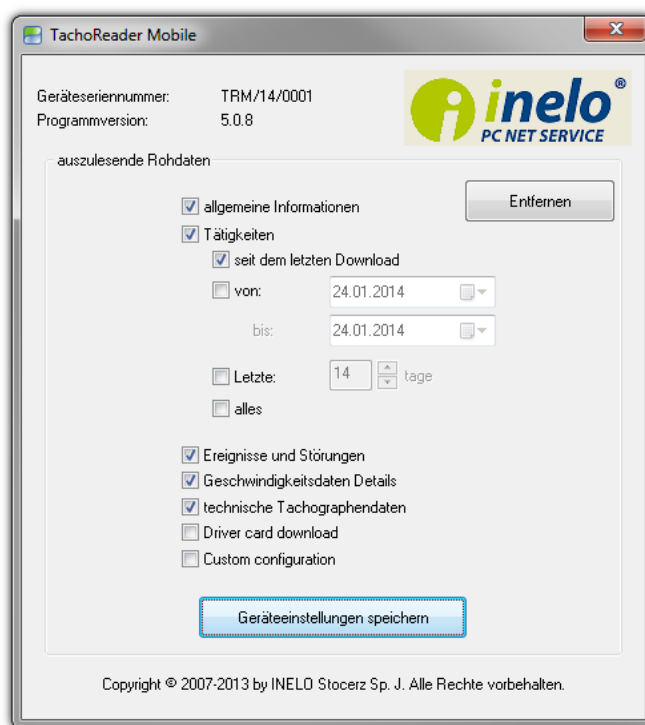 TachoReader Mobile
Geräteseriennummer: TRM/14/0001
Programmversion: 5.0.8
inelo®
PC NET SERVICE
auszulesende Rohdaten
Entfernen
allgemeine Informationen
Tätigkeiten
seit dem letzten Download
von: 24.01.2014
bis: 24.01.2014
Letzte: 14 tage
alles
Ereignisse und Störungen
Geschwindigkeitsdaten Details
technische Tachographendaten
Driver card download
Custom configuration
Geräteeinstellungen speichern
Copyright © 2007-2013 by INELO Stocerz Sp. J. Alle Rechte vorbehalten.